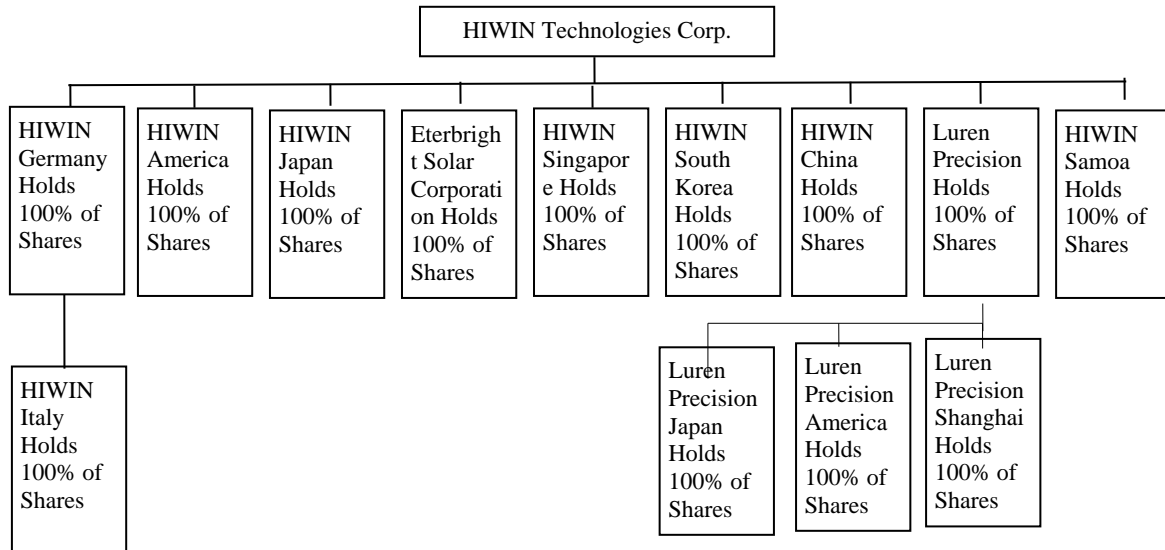 HIWIN Technologies Corp.
HIWIN
Germany
Holds
100% of
Shares
HIWIN
America
Holds
100% of
Shares
HIWIN
Japan
Holds
100% of
Shares
Eterbrigh
t Solar
Corporati
on Holds
100% of
Shares
HIWIN
Singapor
e Holds
100% of
Shares
HIWIN
South
Korea
Holds
100% of
Shares
HIWIN
China
Holds
100% of
Shares
Luren
Precision
Holds
100% of
Shares
HIWIN
Samoa
Holds
100% of
Shares
HIWIN
Italy
Holds
100% of
Shares
Luren
Precision
Japan
Holds
100% of
Shares
Luren
Precision
America
Holds
100% of
Shares
Luren
Precision
Shanghai
Holds
100% of
Shares